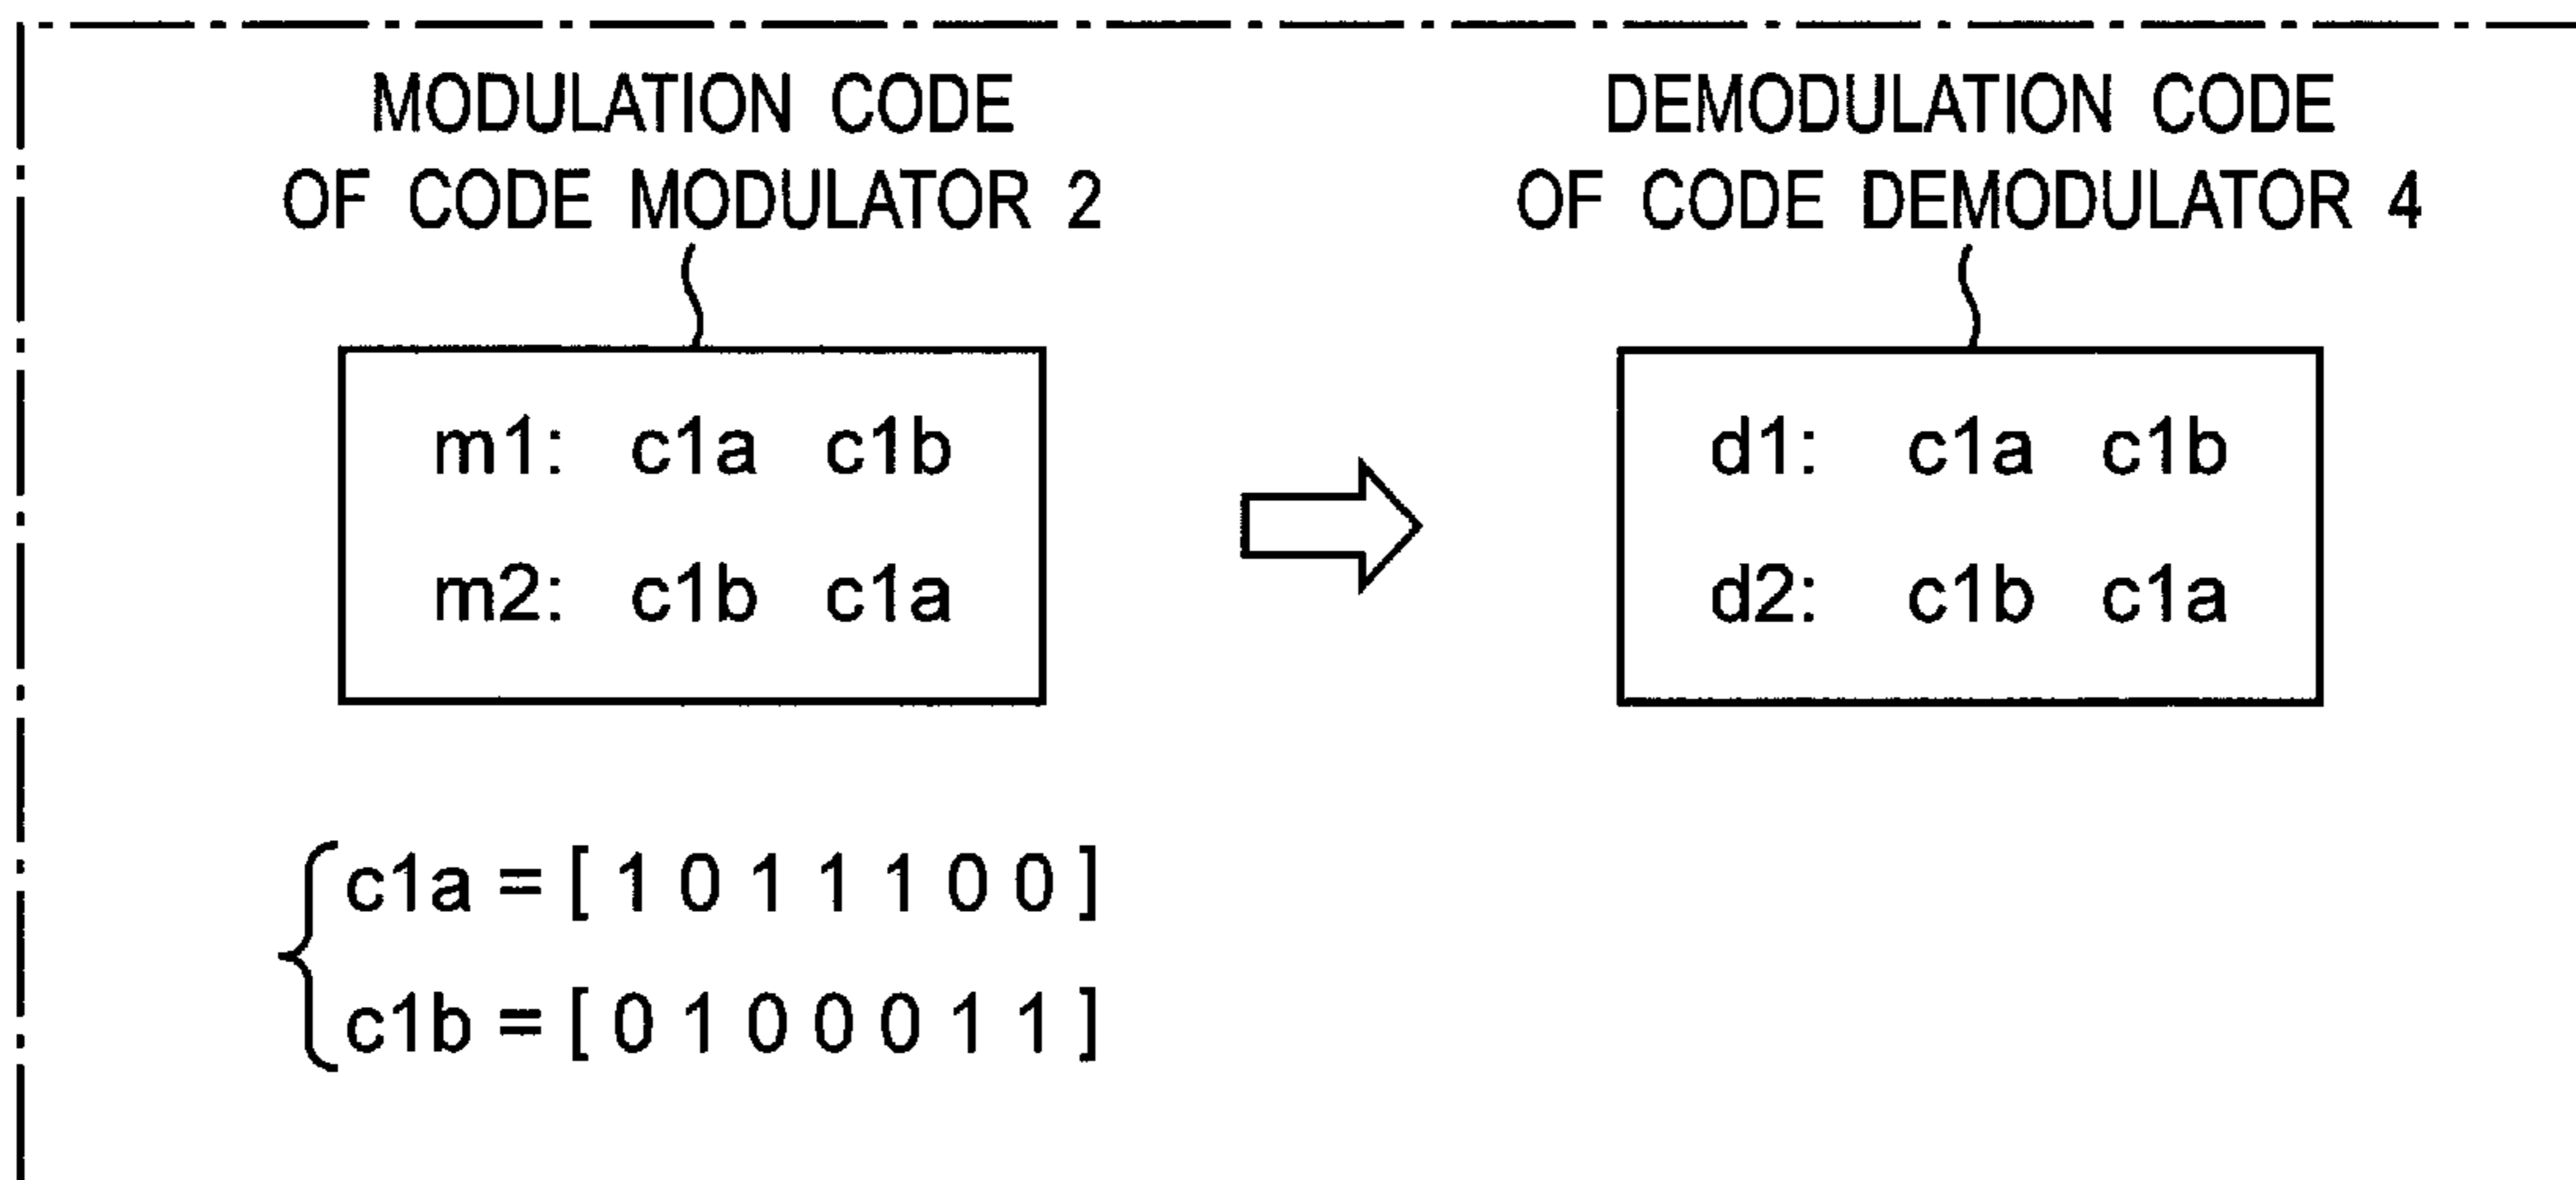 MODULATION CODE
OF CODE MODULATOR 2
m1: c1a c1b
m2: c1b c1a
DEMODULATION CODE
OF CODE DEMODULATOR 4
d1: c1a c1b
d2: c1b c1a
c1a = [ 1 0 1 1 1 0 0 ]
c1b = [ 0 1 0 0 0 1 1 ]